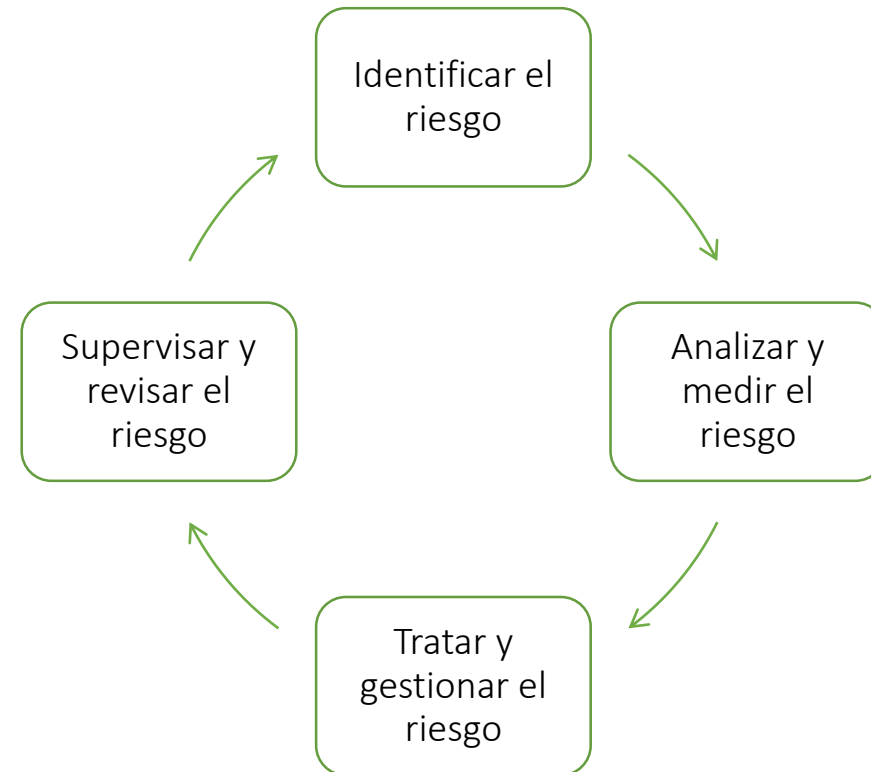 Identificar el
riesgo
Analizar y
medir el
riesgo
Tratar y
gestionar el
riesgo
Supervisar y
revisar el
riesgo